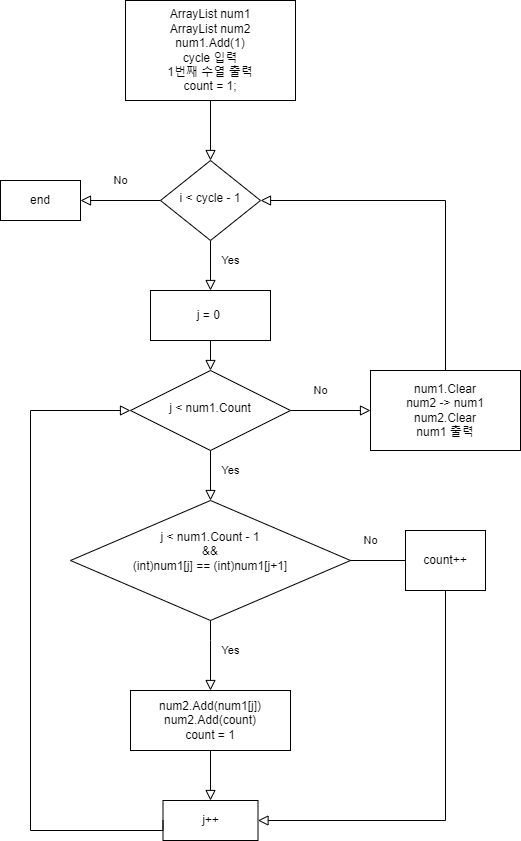 ArrayList num1
ArrayList num2
num1.Add(1)
cycle 입력
1번째 수열 출력
count = 1;
No
end
i < cycle - 1
Yes
j = 0
j < num1.Count
No
num1.Clear
num2 -> num1
num2.Clear
num1 출력
Yes
j < num1.Count - 1
&&
(int)num1[j] == (int)num1[j+1]
No
count++
Yes
num2.Add(num1[j])
num2.Add(count)
count = 1
j++